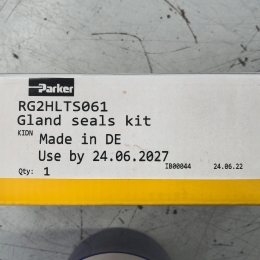 Parker
RG2HLTS061
Gland seals kit
KIDN Made in DE
Use by 24.06.2027
Qty: 1 IB00044 24.06.22